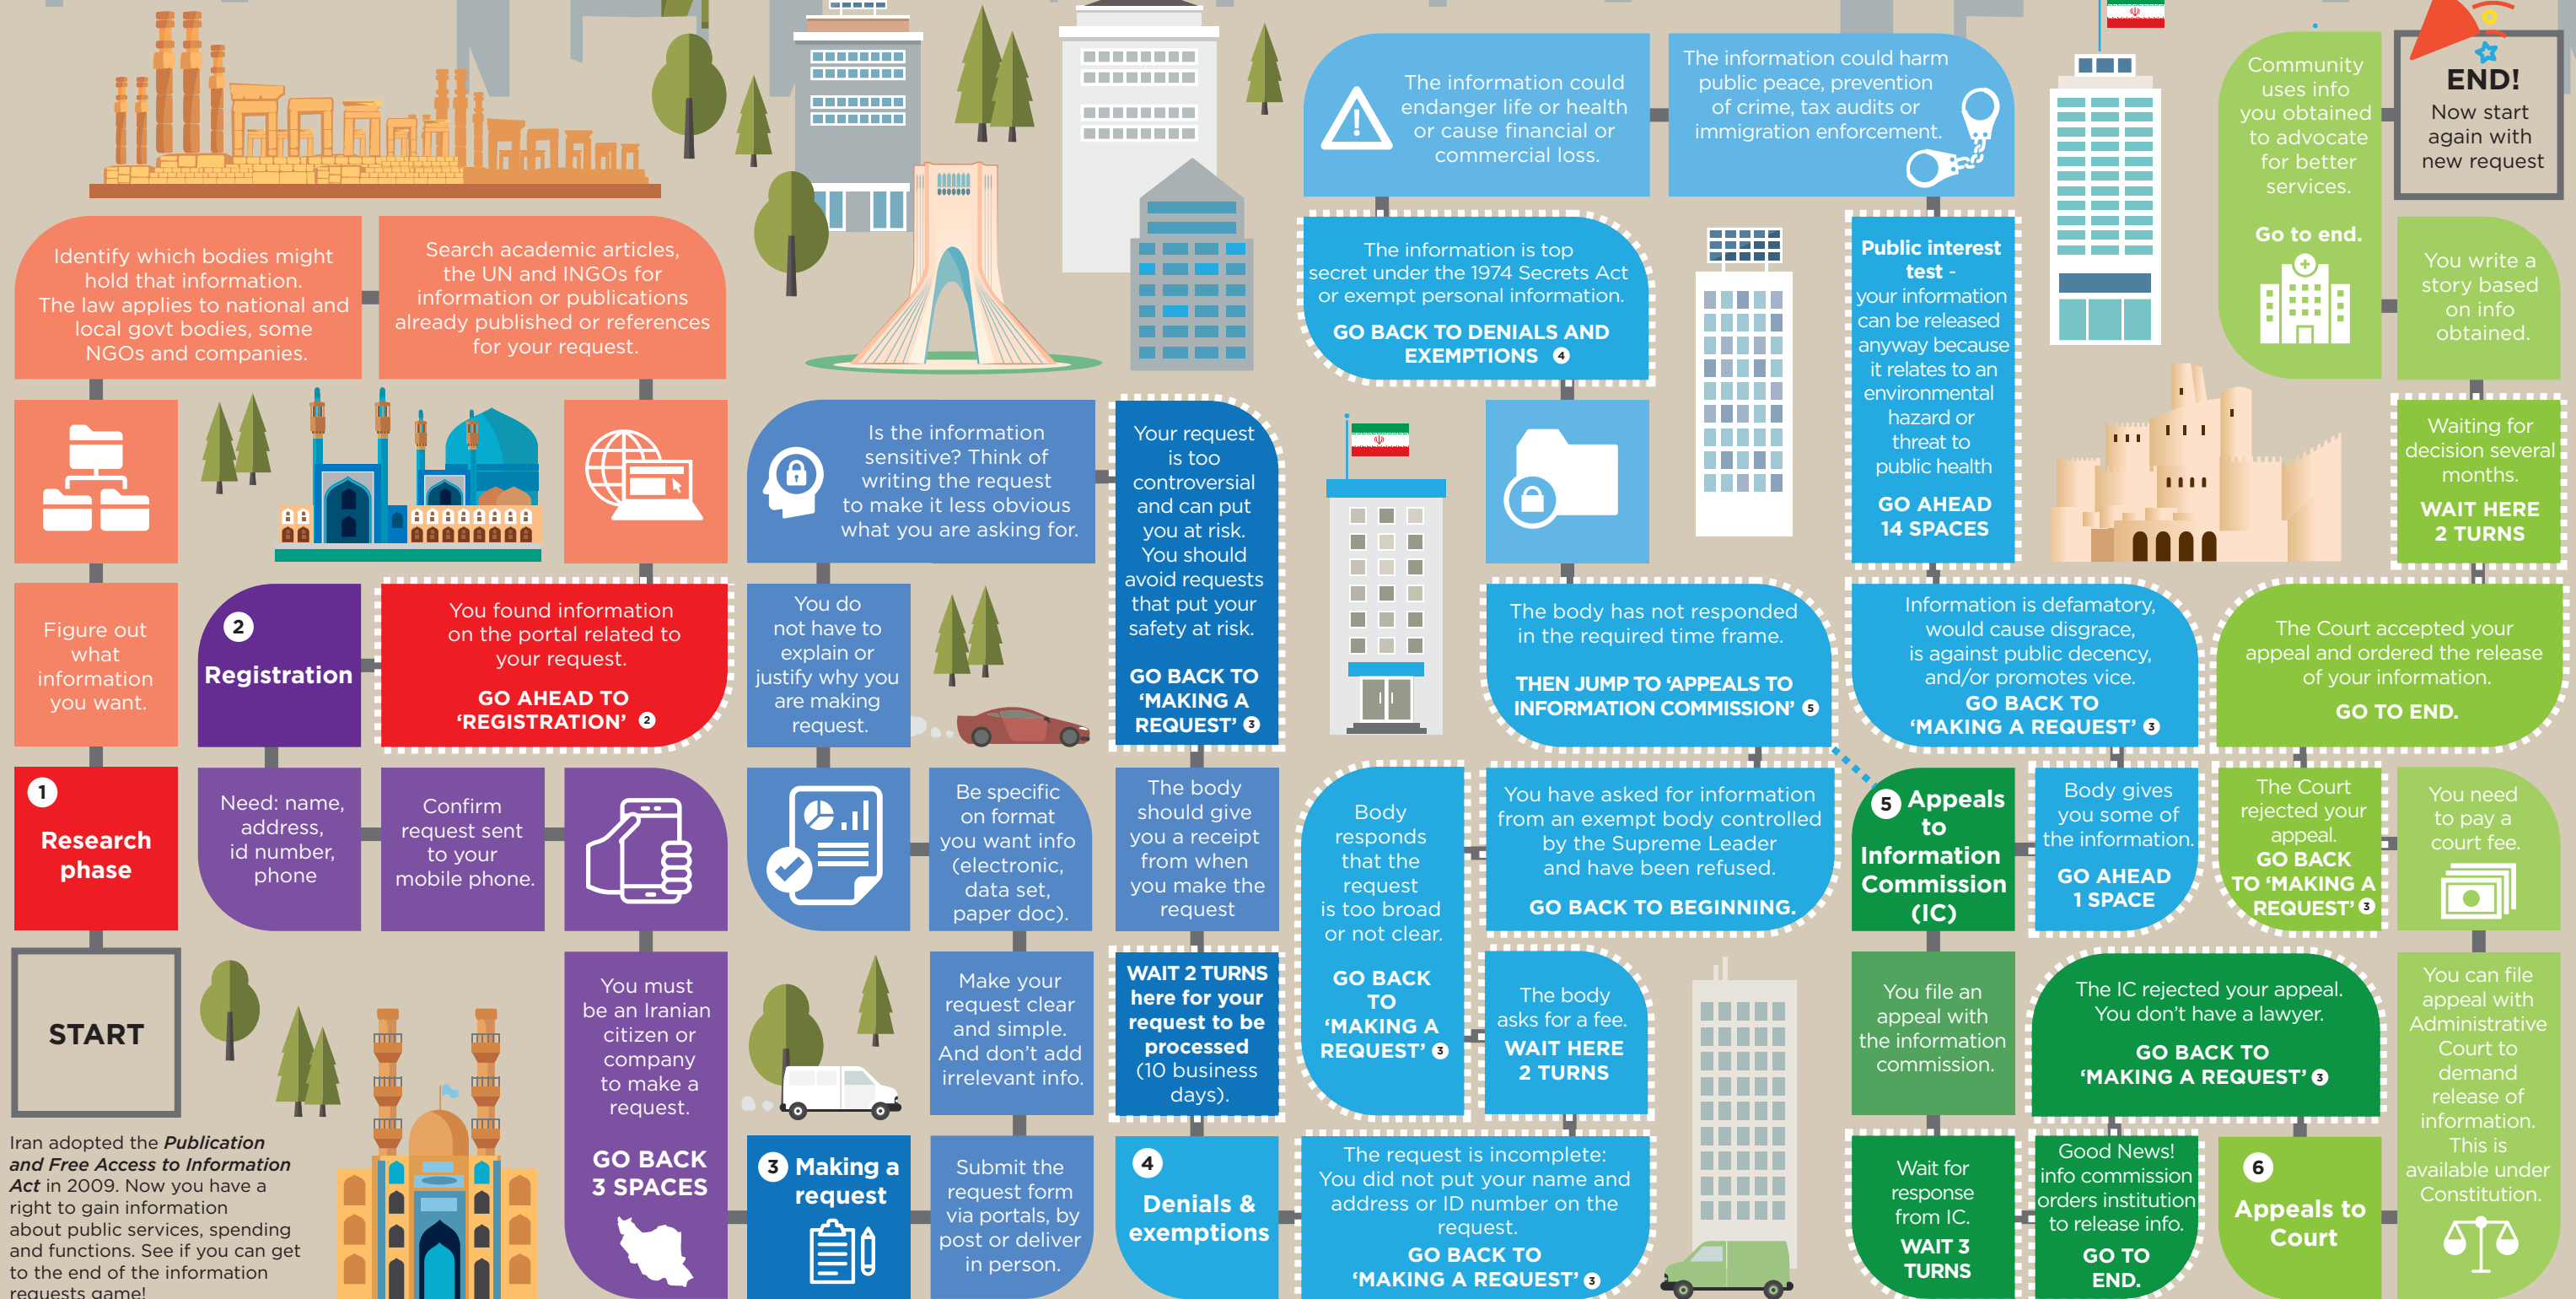 START
Iran adopted the Publication
and Free Access to Information
Act in 2009. Now you have a
right to gain information
about public services, spending
and functions. See if you can get
to the end of the information
requests game!
1
Research
phase
Figure out
what
information
you want.
Identify which bodies might
hold that information.
The law applies to national and
local govt bodies, some
NGOs and companies.
Search academic articles,
the UN and INGOs for
information or publications
already published or references
for your request.
You found information
on the portal related to
your request.
GO AHEAD TO
‘REGISTRATION’ 2
2
Registration
Need: name,
address,
id number,
phone
Confirm
request sent
to your
mobile phone.
You must
be an Iranian
citizen or
company
to make a
request.
GO BACK
3 SPACES
3 Making a
request
Submit the
request form
via portals, by
post or deliver
in person.
Make your
request clear
and simple.
And don’t add
irrelevant info.
Be specific
on format
you want info
(electronic,
data set,
paper doc).
You do
not have to
explain or
justify why you
are making
request.
Is the information
sensitive? Think of
writing the request
to make it less obvious
what you are asking for.
Your request
is too
controversial
and can put
you at risk.
You should
avoid requests
that put your
safety at risk.
GO BACK TO
‘MAKING A
REQUEST’ 3
The body
should give
you a receipt
from when
you make the
request
WAIT 2 TURNS
here for your
request to be
processed
(10 business
days).
4
Denials &
exemptions
The request is incomplete:
You did not put your name and
address or ID number on the
request.
GO BACK TO
‘MAKING A REQUEST’ 3
The body
asks for a fee.
WAIT HERE
2 TURNS
Body
responds
that the
request
is too broad
or not clear.
GO BACK
TO
‘MAKING A
REQUEST’ 3
You have asked for information
from an exempt body controlled
by the Supreme Leader
and have been refused.
GO BACK TO BEGINNING.
The body has not responded
in the required time frame.
THEN JUMP TO ‘APPEALS TO
INFORMATION COMMISSION’ 5
The information is top
secret under the 1974 Secrets Act
or exempt personal information.
GO BACK TO DENIALS AND
EXEMPTIONS 4
The information could
endanger life or health
or cause financial or
commercial loss.
The information could harm
public peace, prevention
of crime, tax audits or
immigration enforcement.
Public interest
test -
your information
can be released
anyway because
it relates to an
environmental
hazard or
threat to
public health
GO AHEAD
14 SPACES
Information is defamatory,
would cause disgrace,
is against public decency,
and/or promotes vice.
GO BACK TO
‘MAKING A REQUEST’ 3
Body gives
you some of
the information.
GO AHEAD
1 SPACE
5 Appeals
to
Information
Commission
(IC)
You file an
appeal with
the information
commission.
Wait for
response
from IC.
WAIT 3
TURNS
Good News!
info commission
orders institution
to release info.
GO TO
END.
The IC rejected your appeal.
You don’t have a lawyer.
GO BACK TO
‘MAKING A REQUEST’ 3
6
Appeals to
Court
You can file
appeal with
Administrative
Court to
demand
release of
information.
This is
available under
Constitution.
You need
to pay a
court fee.
The Court
rejected your
appeal.
GO BACK
TO ‘MAKING A
REQUEST’ 3
The Court accepted your
appeal and ordered the release
of your information.
GO TO END.
Waiting for
decision several
months.
WAIT HERE
2 TURNS
You write a
story based
on info
obtained.
Community
uses info
you obtained
to advocate
for better
services.
Go to end.
END!
Now start
again with
new request